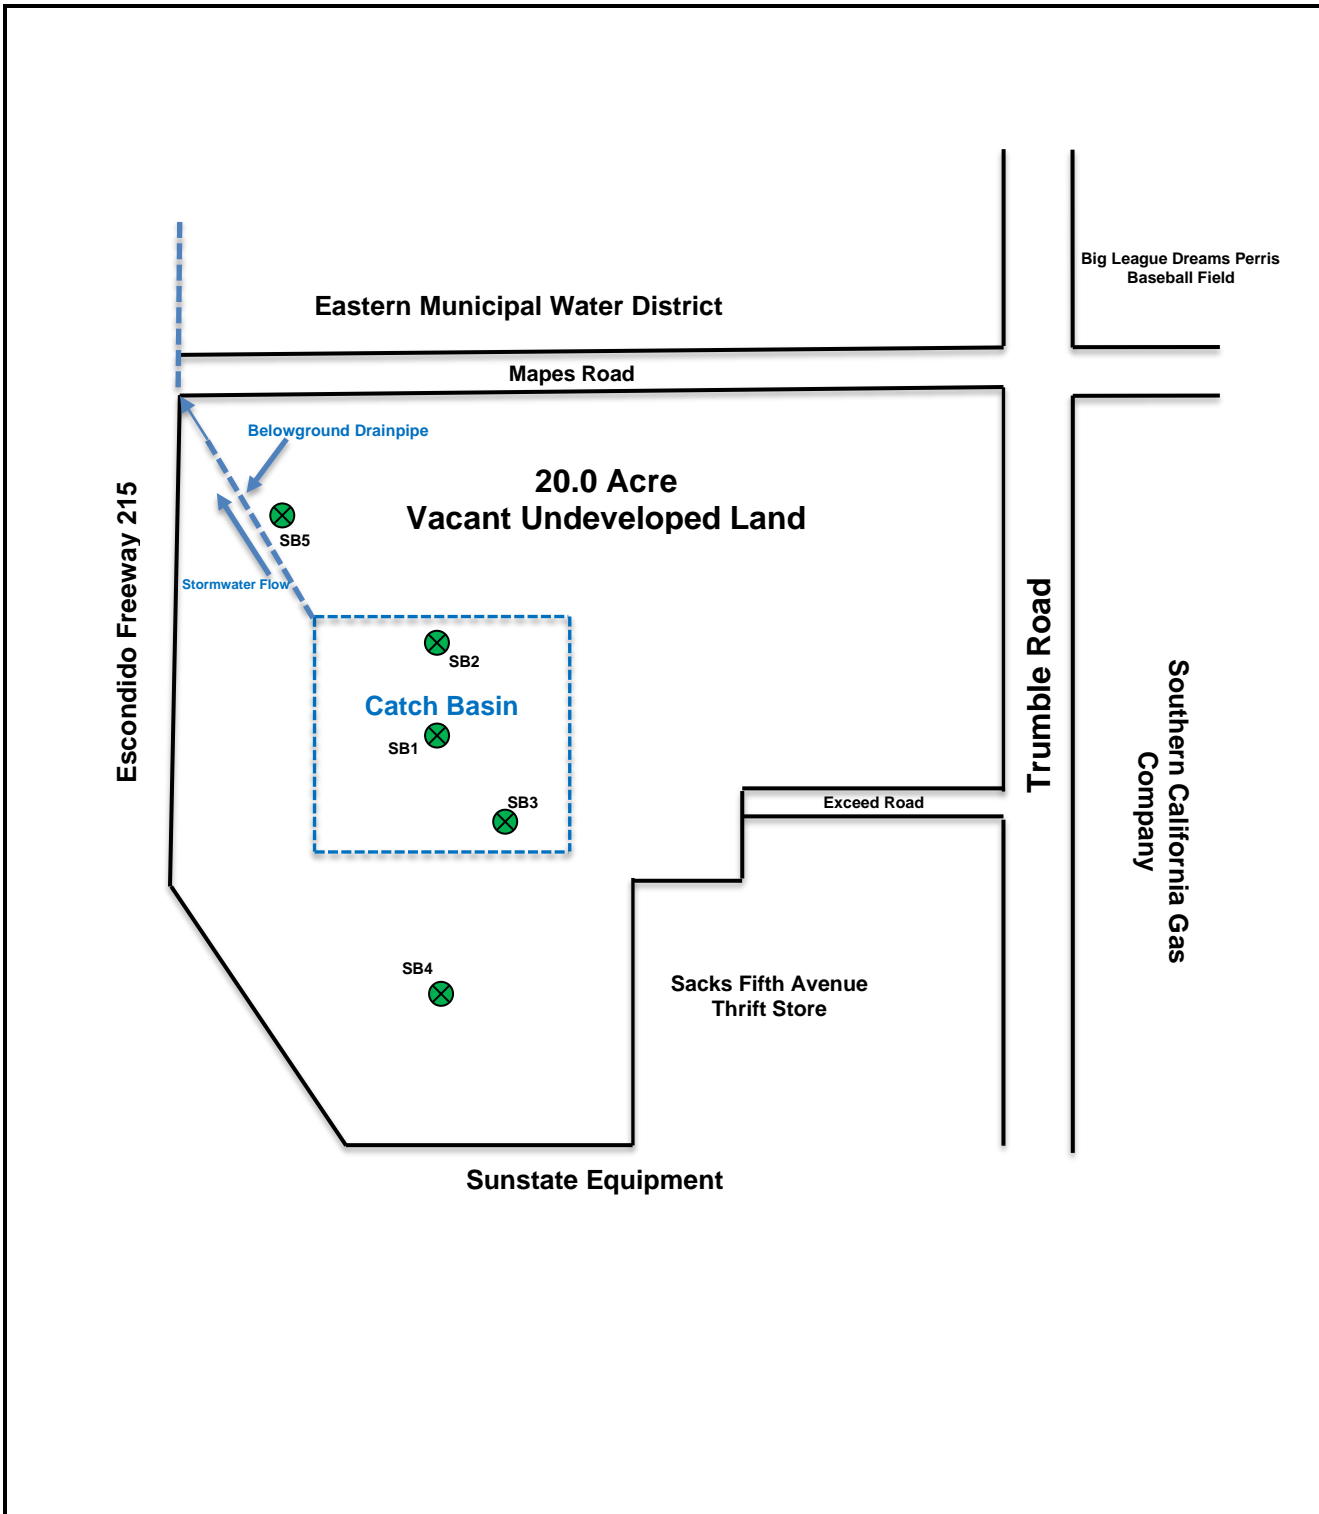 Big League Dreams Perris
Baseball Field
Eastern Municipal Water District
Mapes Road
Belowground Drainpipe
20.0 Acre
Vacant Undeveloped Land
Escondido Freeway 215
SB5
Stormwater Flow
SB2
Catch Basin
SB1
SB3
Trumble Road
Exceed Road
Southern California Gas
Company
SB4
Sacks Fifth Avenue
Thrift Store
Sunstate Equipment